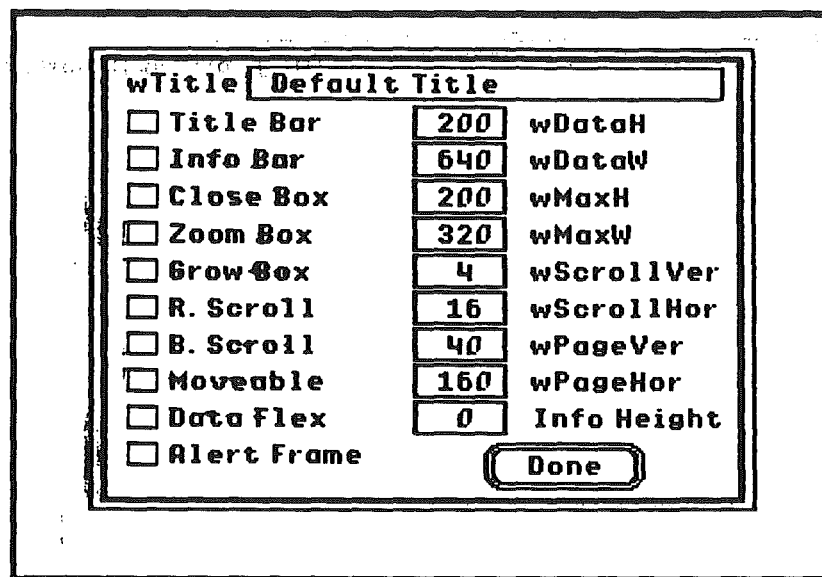 wTitle Default Title
Title Bar 200 wDataH
Info Bar 640 wDataW
Close Box 200 wMaxH
Zoom Box 320 wMaxW
Grow Box 4 wScrollVer
R. Scroll 16 wScrollHor
B. Scroll 40 wPageVer
Moveable 160 wPageHor
Data Flex 0 Info Height
Alert Frame Done